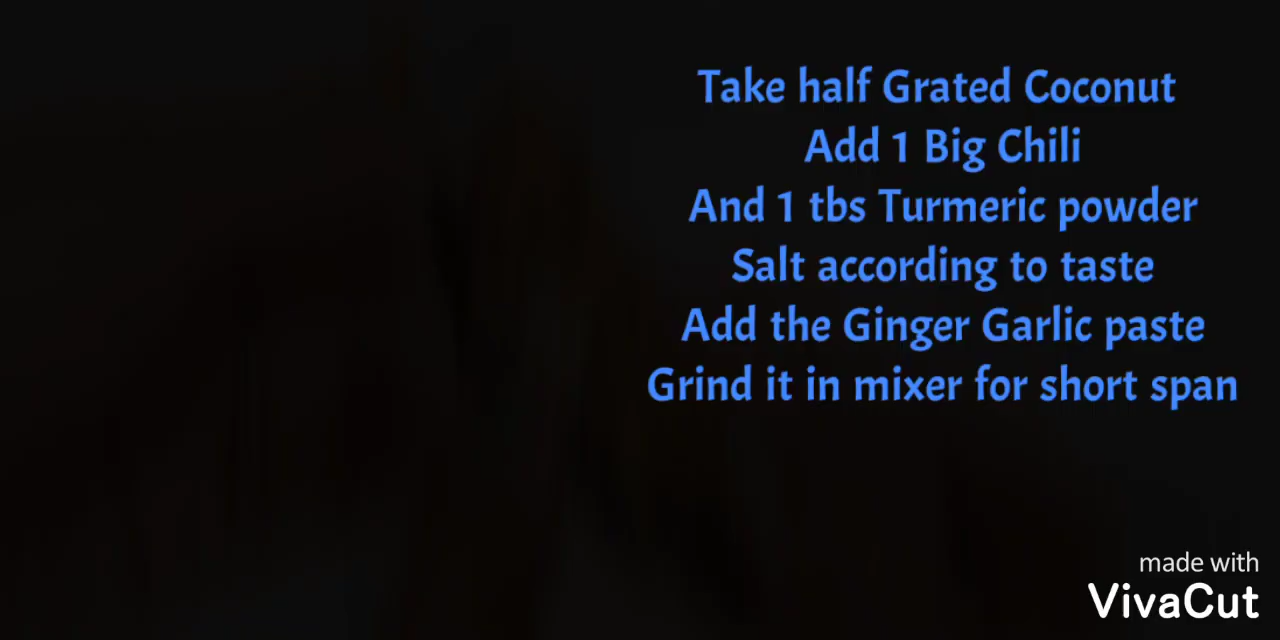 Take half Grated Coconut
Add 1 Big Chili
And 1 tbs Turmeric powder
Salt according to taste
Add the Ginger Garlic paste
Grind it in mixer for short span
made with
VivaCut